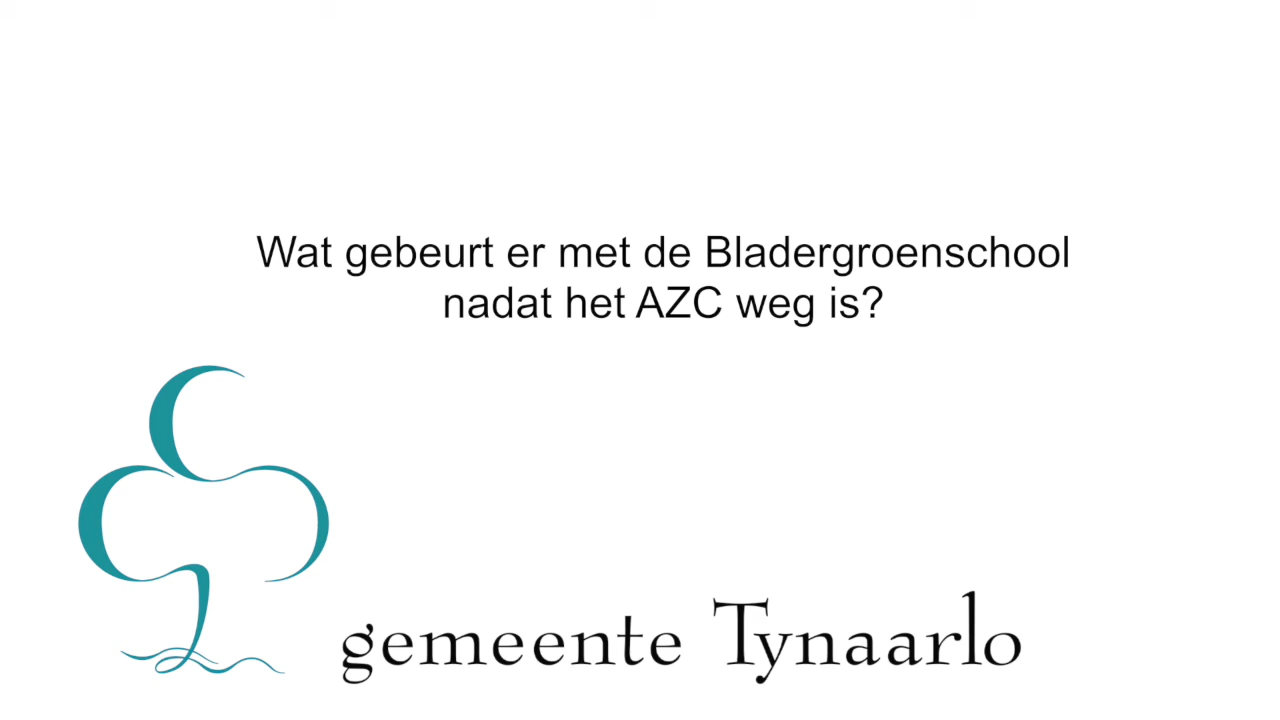 Wat gebeurt er met de Bladergroenschool
nadat het AZC weg is?
gemeente Tynaarlo